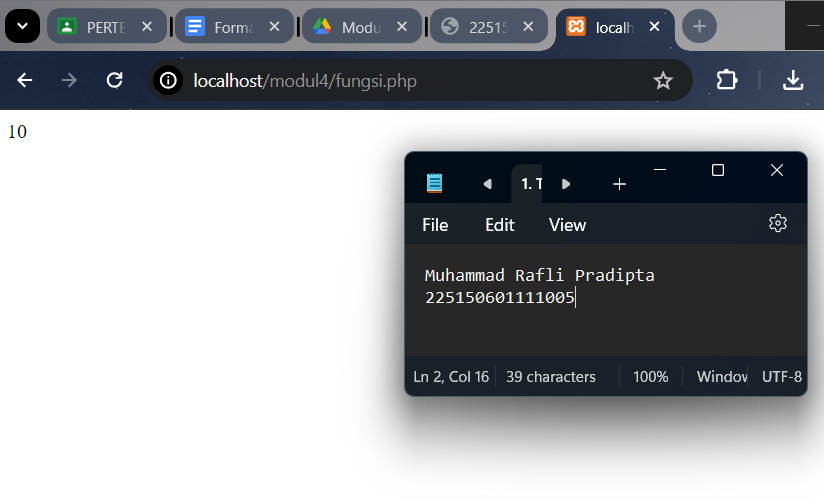 PERTE
Forma
Modu
22515
localh
localhost/modul4/fungsi.php
10
1. T
File Edit View
Muhammad Rafli Pradipta
225150601111005
Ln 2, Col 16 39 characters 100% Window UTF-8